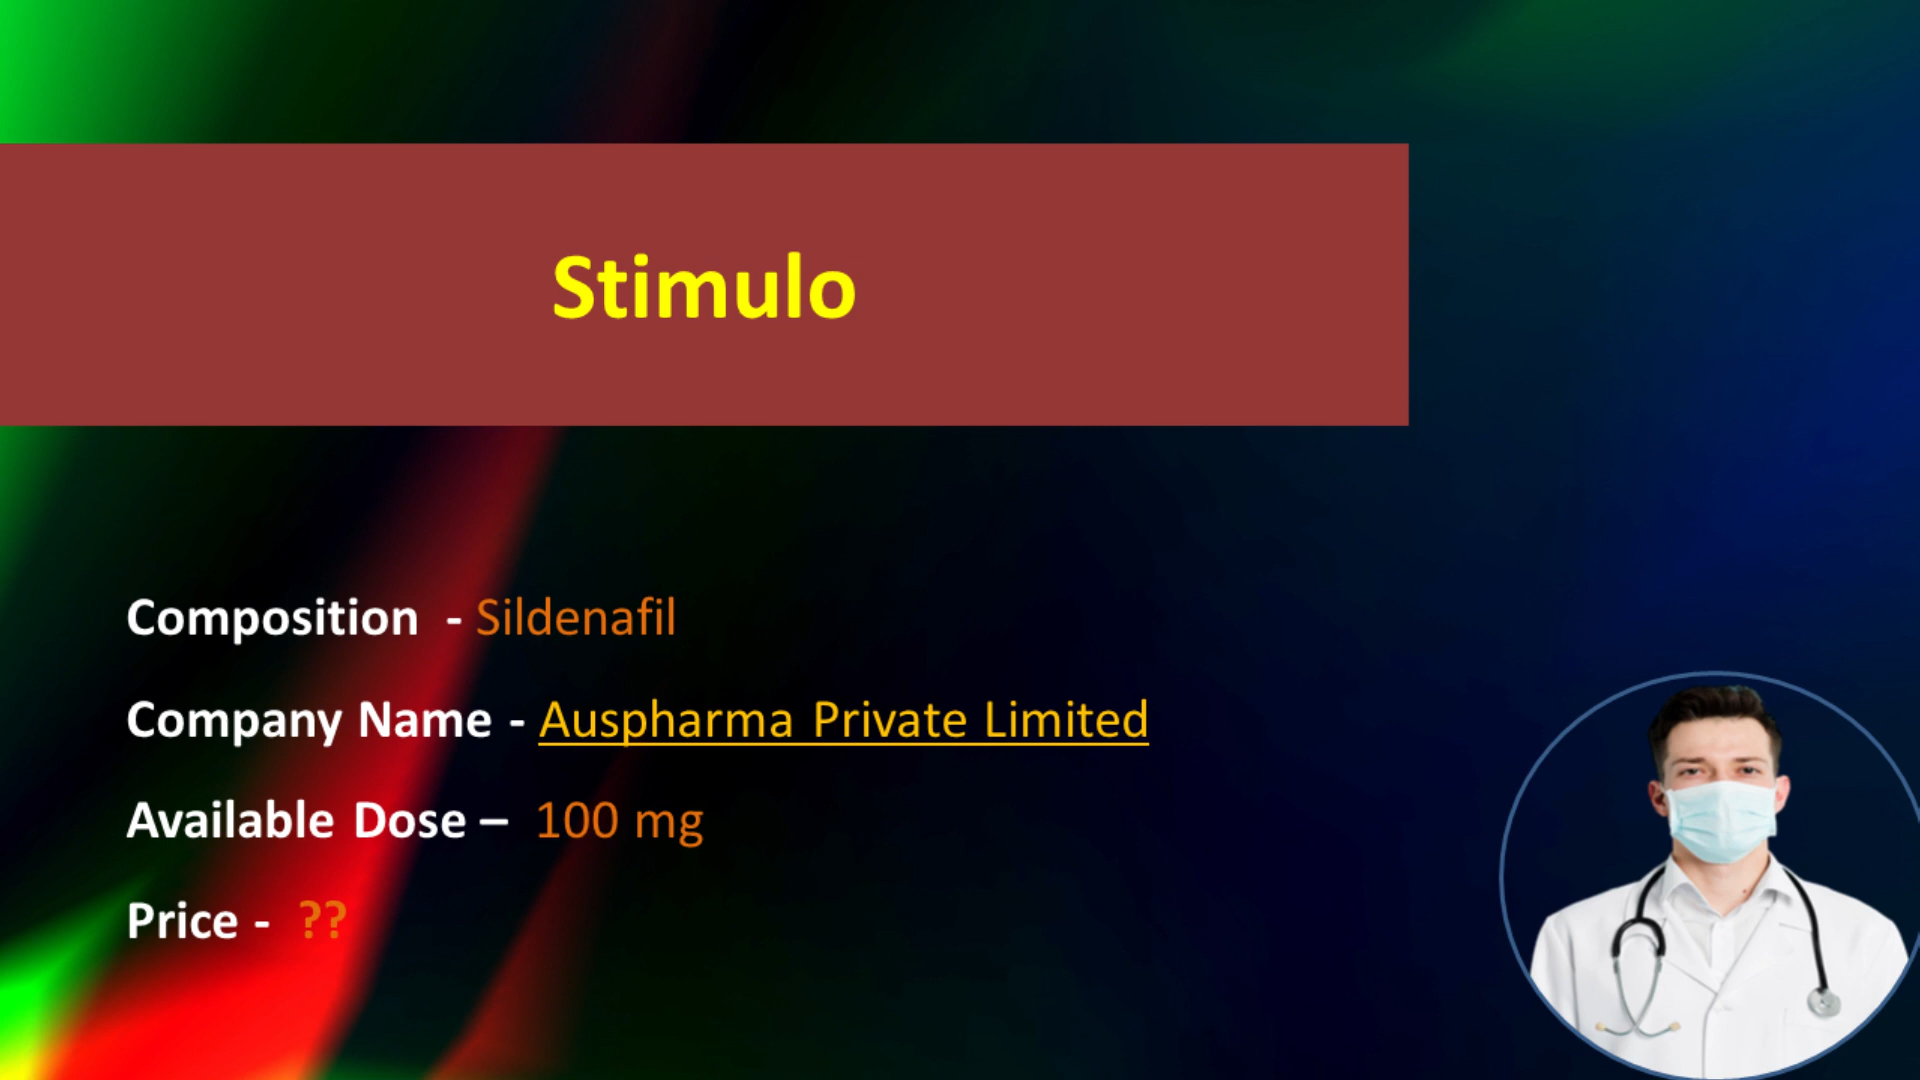 Stimulo
Composition - Sildenafil
Company Name - Auspharma Private Limited
Available Dose – 100 mg
Price - ??